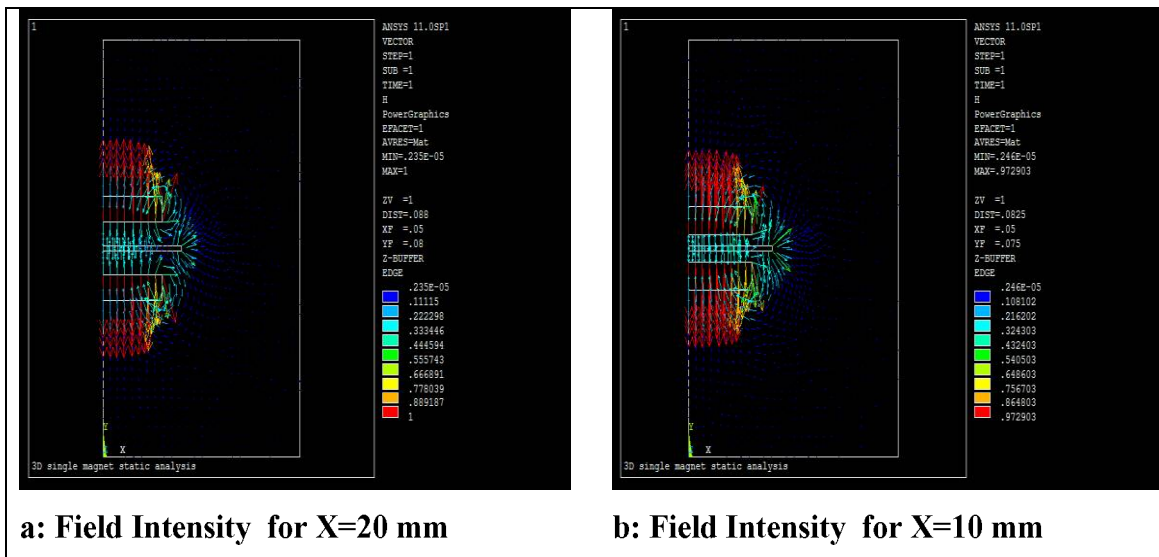 1
ANSYS 11.0SP1
VECTOR
STEP=1
SUB =1
TIME=1
H
PowerGraphics
EFACET=1
AVRES=Mat
MIN=.235E-05
MAX=1
ZV =1
DIST=.088
XF =.05
YF =.08
Z-BUFFER
EDGE
.235E-05
.11115
.222298
.333446
.444594
.555743
.666891
.778039
.889187
1
Y
X
3D single magnet static analysis
a: Field Intensity for X=20 mm
1
ANSYS 11.0SP1
VECTOR
STEP=1
SUB =1
TIME=1
H
PowerGraphics
EFACET=1
AVRES=Mat
MIN=.246E-05
MAX=.972903
ZV =1
DIST=.0825
XF =.05
YF =.075
Z-BUFFER
EDGE
.246E-05
.108102
.216202
.324303
.432403
.540503
.648603
.756703
.864803
.972903
Y
X
3D single magnet static analysis
b: Field Intensity for X=10 mm